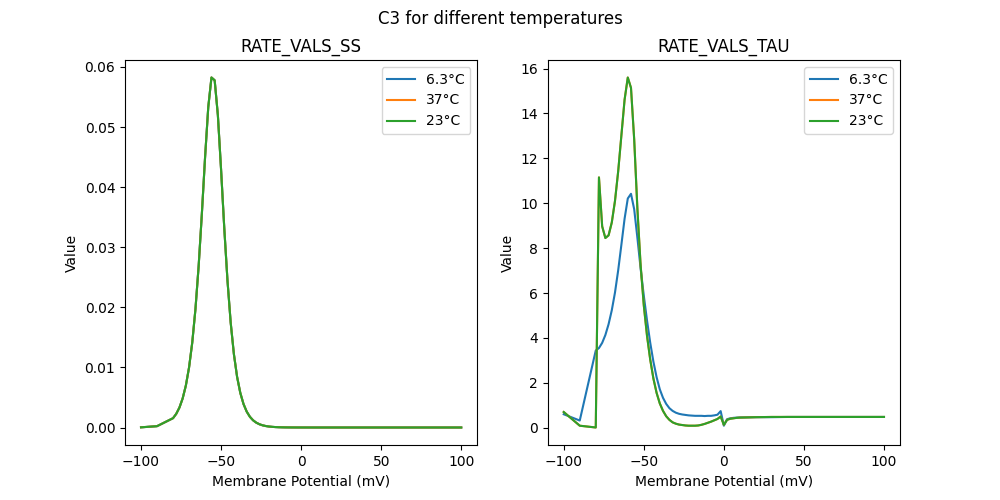 C3 for different temperatures
RATE_VALS_SS
RATE_VALS_TAU
Value
0.06
0.05
0.04
0.03
0.02
0.01
0.00
−100
−50
0
50
100
Membrane Potential (mV)
6.3°C
37°C
23°C
Value
16
14
12
10
8
6
4
2
0
−100
−50
0
50
100
Membrane Potential (mV)
6.3°C
37°C
23°C